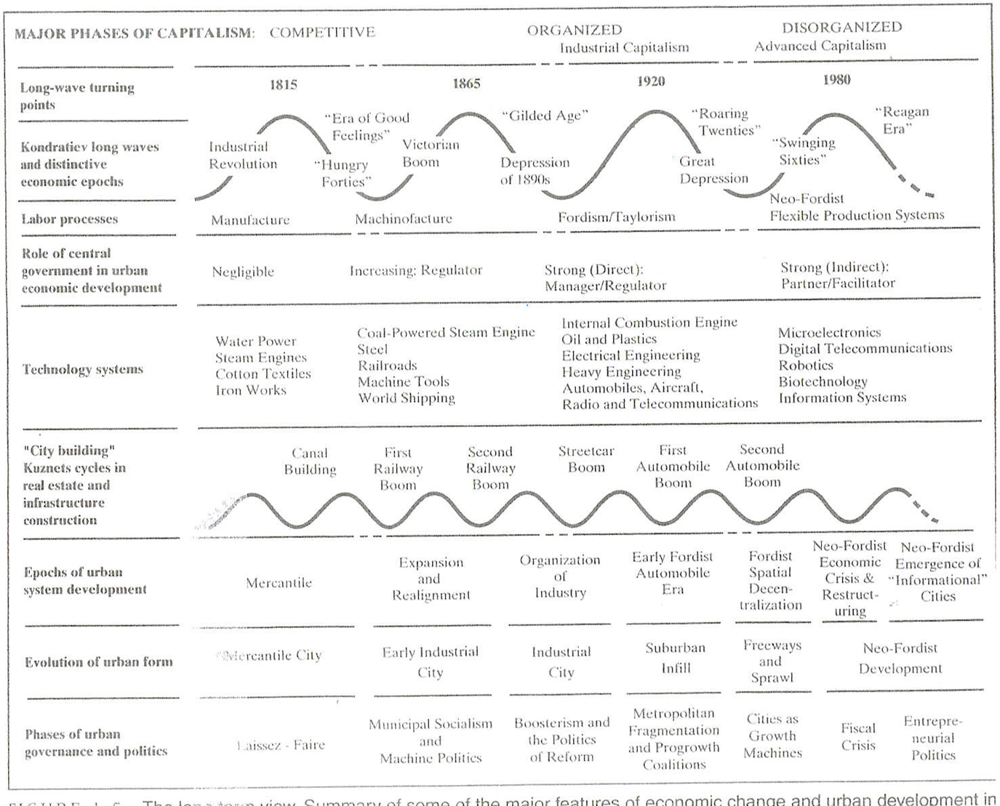 MAJOR PHASES OF CAPITALISM: COMPETITIVE ORGANIZED DISORGANIZED
Industrial Capitalism Advanced Capitalism
Long-wave turning points
1815 1865 1920 1980
Kondratiev long waves
and distinctive
economic epochs
Industrial
Revolution
"Era of Good
Feelings"
"Hungry
Forties"
Victorian
Boom
"Gilded Age"
Depression
of 1890s
"Roaring
Twenties"
Great
Depression
"Swinging
Sixties"
"Reagan
Era"
Labor processes
Manufacture
Machinofacture
Fordism/Taylorism
Neo-Fordist
Flexible Production Systems
Role of central
government in urban
economic development
Negligible
Increasing: Regulator
Strong (Direct):
Manager/Regulator
Strong (Indirect):
Partner/Facilitator
Technology systems
Water Power
Steam Engines
Cotton Textiles
Iron Works
Coal-Powered Steam Engine
Steel
Railroads
Machine Tools
World Shipping
Internal Combustion Engine
Oil and Plastics
Electrical Engineering
Heavy Engineering
Automobiles, Aircraft,
Radio and Telecommunications
Microelectronics
Digital Telecommunications
Robotics
Biotechnology
Information Systems
"City building"
Kuznets cycles in
real estate and
infrastructure
construction
Canal
Building
First
Railway
Boom
Second
Railway
Boom
Streetcar
Boom
First
Automobile
Boom
Second
Automobile
Boom
Epochs of urban
system development
Mercantile
Expansion
and
Realignment
Organization
of
Industry
Early Fordist
Automobile
Era
Fordist
Spatial
Decen-
tralization
Neo-Fordist
Economic
Crisis &
Restruct-
uring
Neo-Fordist
Emergence of
"Informational"
Cities
Evolution of urban form
Mercantile City
Early Industrial
City
Industrial
City
Suburban
Infill
Freeways
and
Sprawl
Neo-Fordist
Development
Phases of urban
governance and politics
Laissez - Faire
Municipal Socialism
and
Machine Politics
Boosterism and
the Politics
of Reform
Metropolitan
Fragmentation
and Progrowth
Coalitions
Cities as
Growth
Machines
Fiscal
Crisis
Entrepre-
neurial
Politics
FIGURE 1.5 The long-term view. Summary of some of the major features of economic change and urban development in